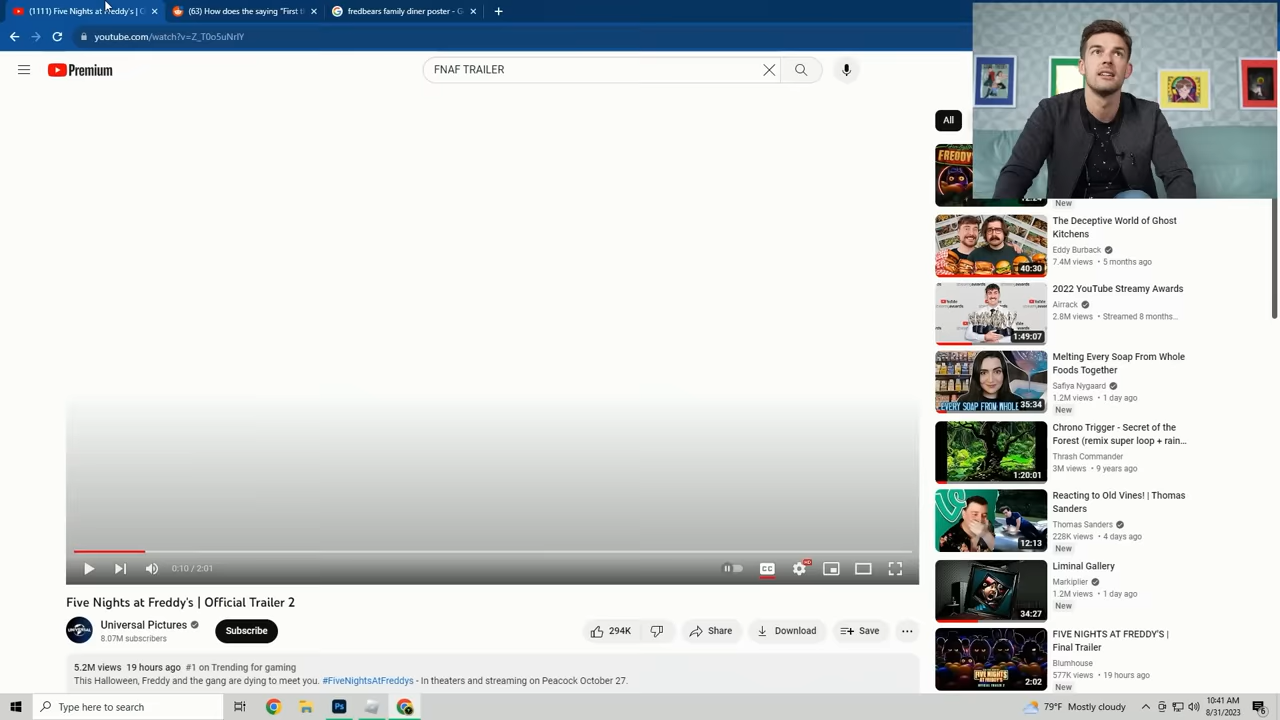 (1111) Five Nights at Freddy's | O
(63) How does the saying "First t
fredbears family diner poster - G
youtube.com/watch?v=Z_T0o5uNrlY
Premium
FNAF TRAILER
All
FREDDY
New
The Deceptive World of Ghost
Kitchens
Eddy Burback
7.4M views • 5 months ago
40:30
2022 YouTube Streamy Awards
Airrack
2.8M views • Streamed 8 months...
1:49:07
Melting Every Soap From Whole
Foods Together
Safiya Nygaard
1.2M views • 1 day ago
New
EVERY SOAP FROM WHOLE
35:34
Chrono Trigger - Secret of the
Forest (remix super loop + rain...
Thrash Commander
3M views • 9 years ago
1:20:01
Reacting to Old Vines! | Thomas
Sanders
Thomas Sanders
228K views • 4 days ago
New
12:13
Liminal Gallery
Markiplier
1.2M views • 1 day ago
New
34:27
FIVE NIGHTS AT FREDDY'S |
Final Trailer
Blumhouse
577K views • 19 hours ago
New
2:02
0:10 / 2:01
CC
HD
Five Nights at Freddy's | Official Trailer 2
Universal Pictures
8.07M subscribers
Subscribe
294K
Share
Download
Save
5.2M views 19 hours ago #1 on Trending for gaming
This Halloween, Freddy and the gang are dying to meet you. #FiveNightsAtFreddys - In theaters and streaming on Peacock October 27.
Type here to search
Ps
79°F Mostly cloudy
10:41 AM
8/31/2023
6